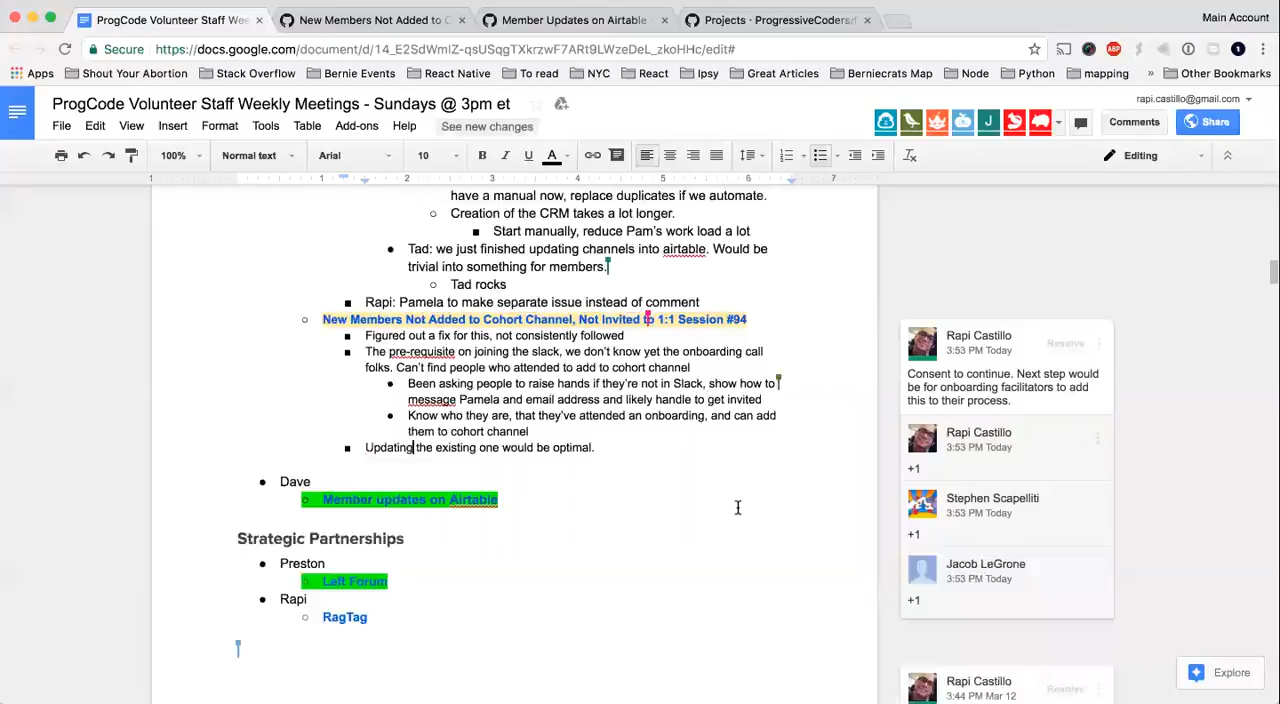 ProgCode Volunteer Staff Wee
New Members Not Added to C
Member Updates on Airtable
Projects · ProgressiveCoders/
Main Account
Secure
https://docs.google.com/document/d/14_E2SdWmlZ-qsUSqgTXkrzwF7ARt9LWzeDeL_zkoHHc/edit#
Apps
Shout Your Abortion
Stack Overflow
Bernie Events
React Native
To read
NYC
React
Ipsy
Great Articles
Berniecrats Map
Node
Python
mapping
»
Other Bookmarks
ProgCode Volunteer Staff Weekly Meetings - Sundays @ 3pm et
rapi.castillo@gmail.com
File Edit View Insert Format Tools Table Add-ons Help See new changes
Comments
Share
100% Normal text Arial 10 B I U A
Editing
1 1 2 3 4 5 6 7
have a manual now, replace duplicates if we automate.
○ Creation of the CRM takes a lot longer.
■ Start manually, reduce Pam's work load a lot
● Tad: we just finished updating channels into airtable. Would be
trivial into something for members.
○ Tad rocks
■ Rapi: Pamela to make separate issue instead of comment
○ New Members Not Added to Cohort Channel, Not Invited to 1:1 Session #94
■ Figured out a fix for this, not consistently followed
■ The pre-requisite on joining the slack, we don't know yet the onboarding call
folks. Can't find people who attended to add to cohort channel
● Been asking people to raise hands if they're not in Slack, show how to
message Pamela and email address and likely handle to get invited
● Know who they are, that they've attended an onboarding, and can add
them to cohort channel
■ Updating the existing one would be optimal.
● Dave
○ Member updates on Airtable
Strategic Partnerships
● Preston
○ Left Forum
● Rapi
○ RagTag
Rapi Castillo
3:53 PM Today
Resolve
Consent to continue. Next step
would be for onboarding facilitators to add
this to their process.
Rapi Castillo
3:53 PM Today
+1
Stephen Scapelliti
3:53 PM Today
+1
Jacob LeGrone
3:53 PM Today
+1
Rapi Castillo
3:44 PM Mar 12
Resolve
Explore